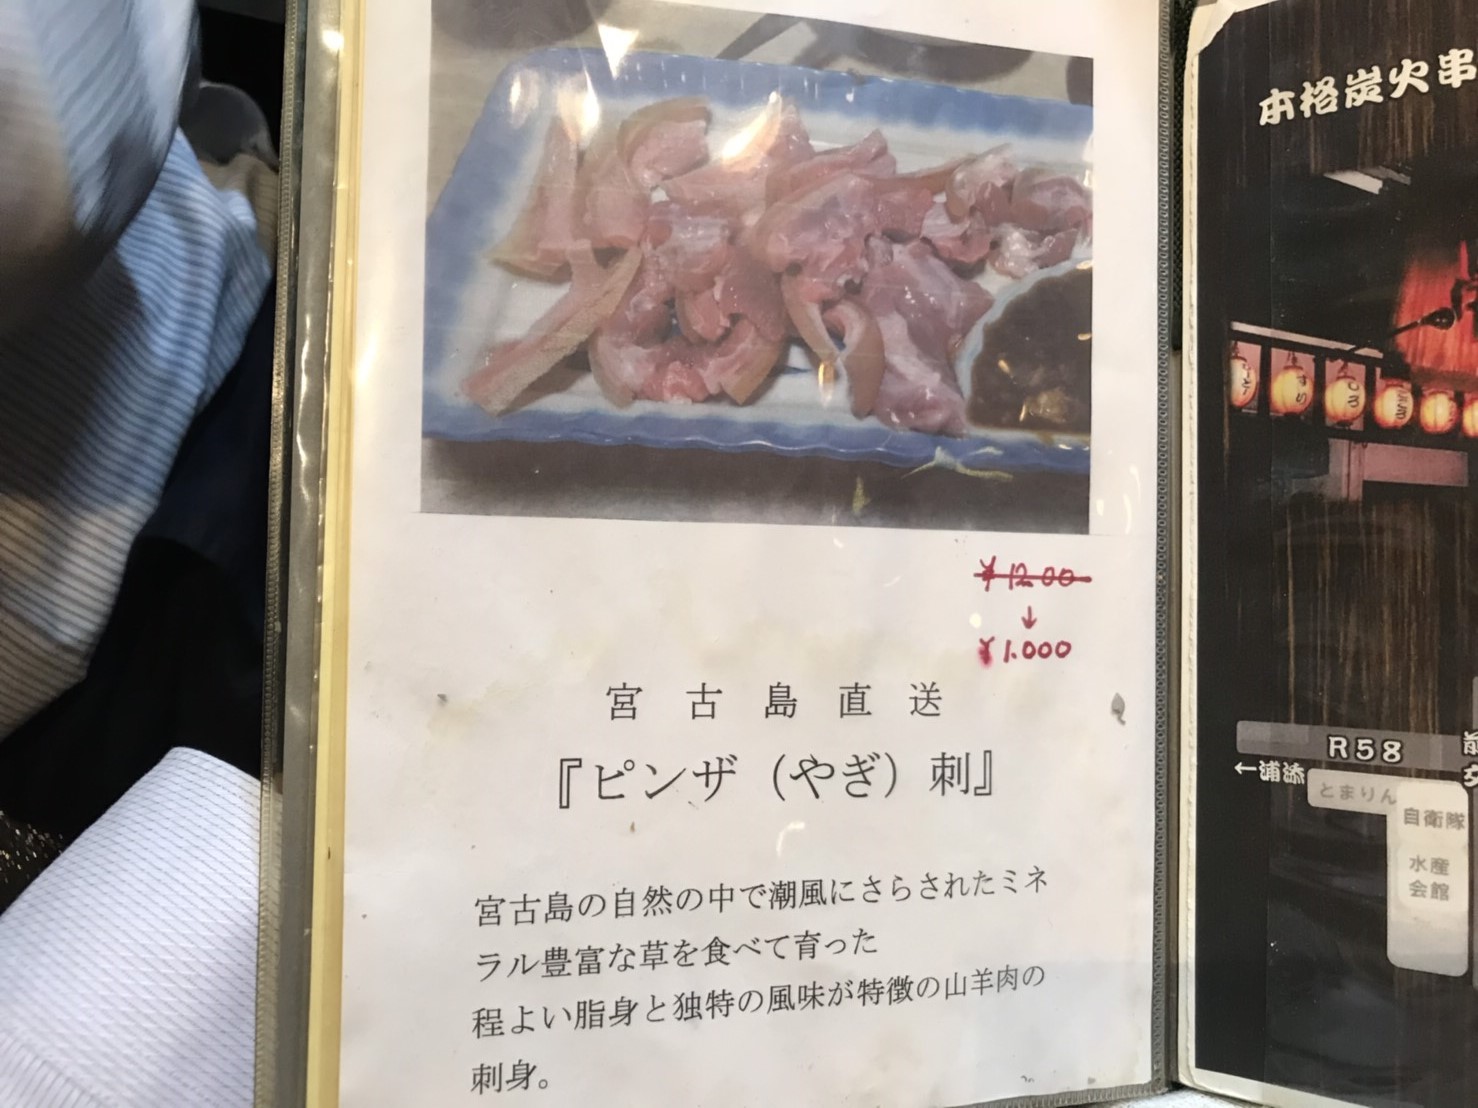 ¥1200
↓
¥1.000
宮古島直送
『ピンザ（やぎ）刺』
宮古島の自然の中で潮風にさらされたミネ
ラル豊富な草を食べて育った
程よい脂身と独特の風味が特徴の山羊肉の
刺身。
本格炭火串
R58
←浦添
とまりん
自衛隊
水産
会館